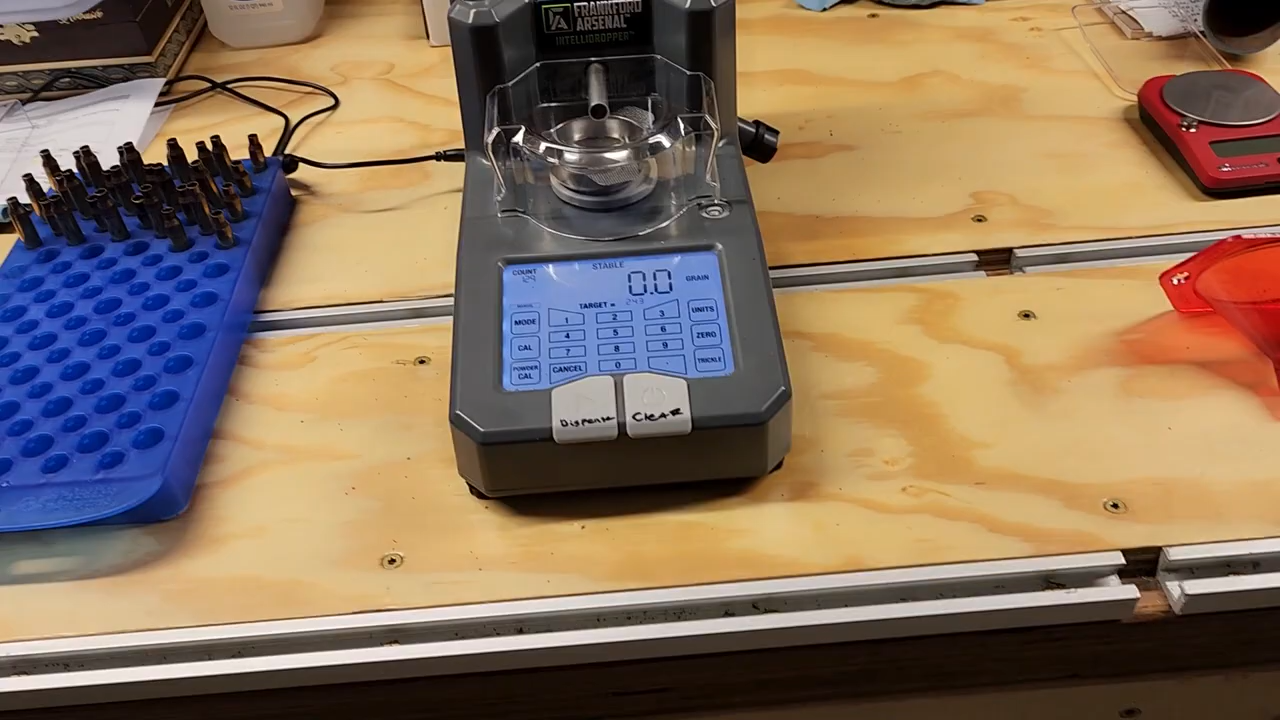 FRANKFORD
ARSENAL
INTELLIDROPPER
COUNT
STABLE
0.0
GRAIN
TARGET =
243
MODE
1
2
3
UNITS
CAL
4
5
6
ZERO
7
8
9
POWDER
CAL
CANCEL
0
.
TRICKLE
Dispense
CleAR